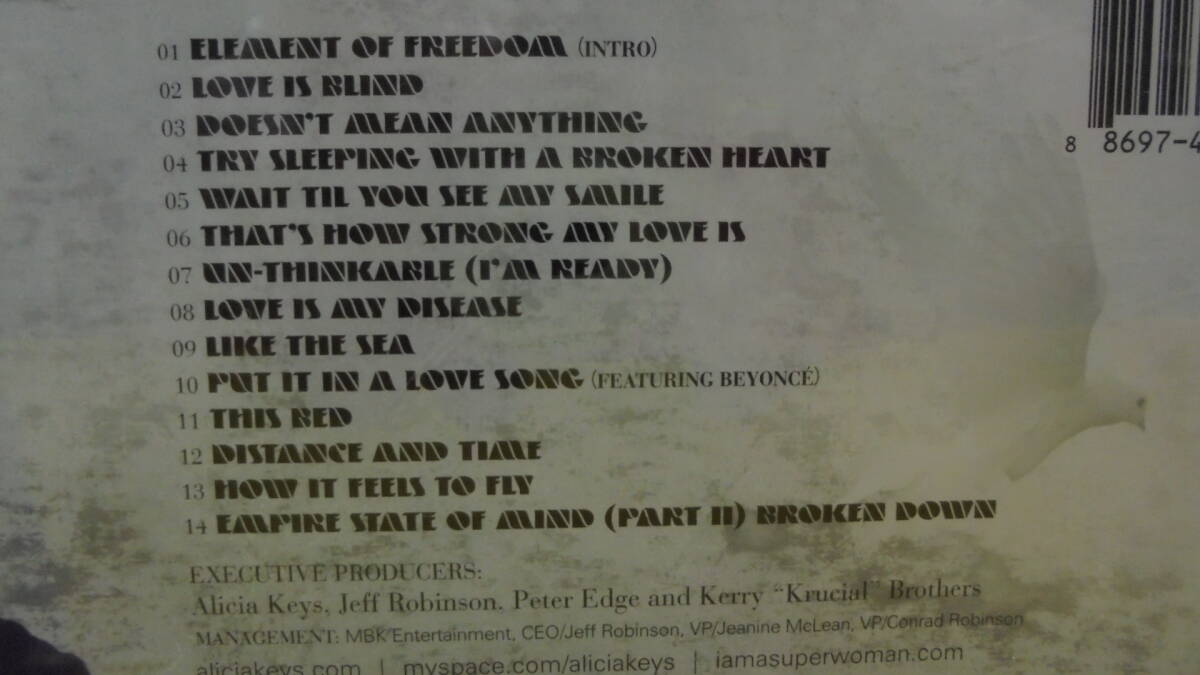 01 ELEMENT OF FREEDOM (INTRO)
02 LOVE IS BLIND
03 DOESN'T MEAN ANYTHING
04 TRY SLEEPING WITH A BROKEN HEART
05 WAIT TIL YOU SEE MY SMILE
06 THAT'S HOW STRONG MY LOVE IS
07 UN-THINKABLE (I'M READY)
08 LOVE IS MY DISEASE
09 LIKE THE SEA
10 PUT IT IN A LOVE SONG (FEATURING BEYONCÉ)
11 THIS BED
12 DISTANCE AND TIME
13 HOW IT FEELS TO FLY
14 EMPIRE STATE OF MIND (PART II) BROKEN DOWN
8 8697-4
EXECUTIVE PRODUCERS:
Alicia Keys, Jeff Robinson, Peter Edge and Kerry "Krucial" Brothers
MANAGEMENT: MBK Entertainment, CEO/Jeff Robinson, VP/Jeanine McLean, VP/Conrad Robinson
aliciakeys.com | myspace.com/aliciakeys | iamasuperwoman.com